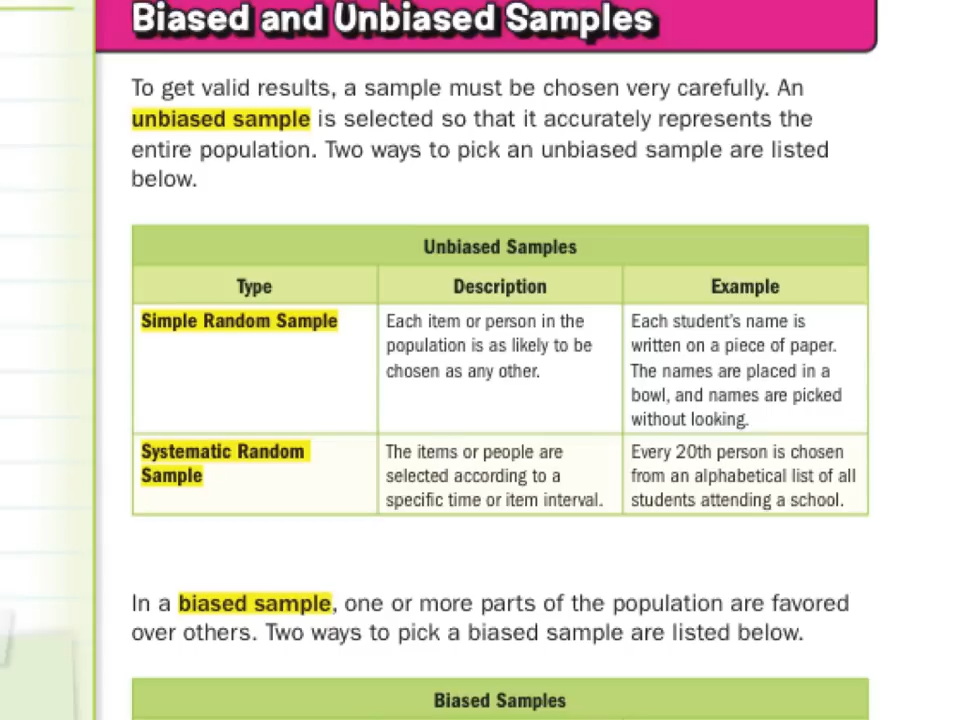 Biased and Unbiased Samples
To get valid results, a sample must be chosen very carefully. An
unbiased sample is selected so that it accurately represents the
entire population. Two ways to pick an unbiased sample are listed
below.
Unbiased Samples
Type Description Example
Simple Random Sample
Each item or person in the
population is as likely to be
chosen as any other.
Each student's name is
written on a piece of paper.
The names are placed in a
bowl, and names are picked
without looking.
Systematic Random
Sample
The items or people are
selected according to a
specific time or item interval.
Every 20th person is chosen
from an alphabetical list of all
students attending a school.
In a biased sample, one or more parts of the population are favored
over others. Two ways to pick a biased sample are listed below.
Biased Samples